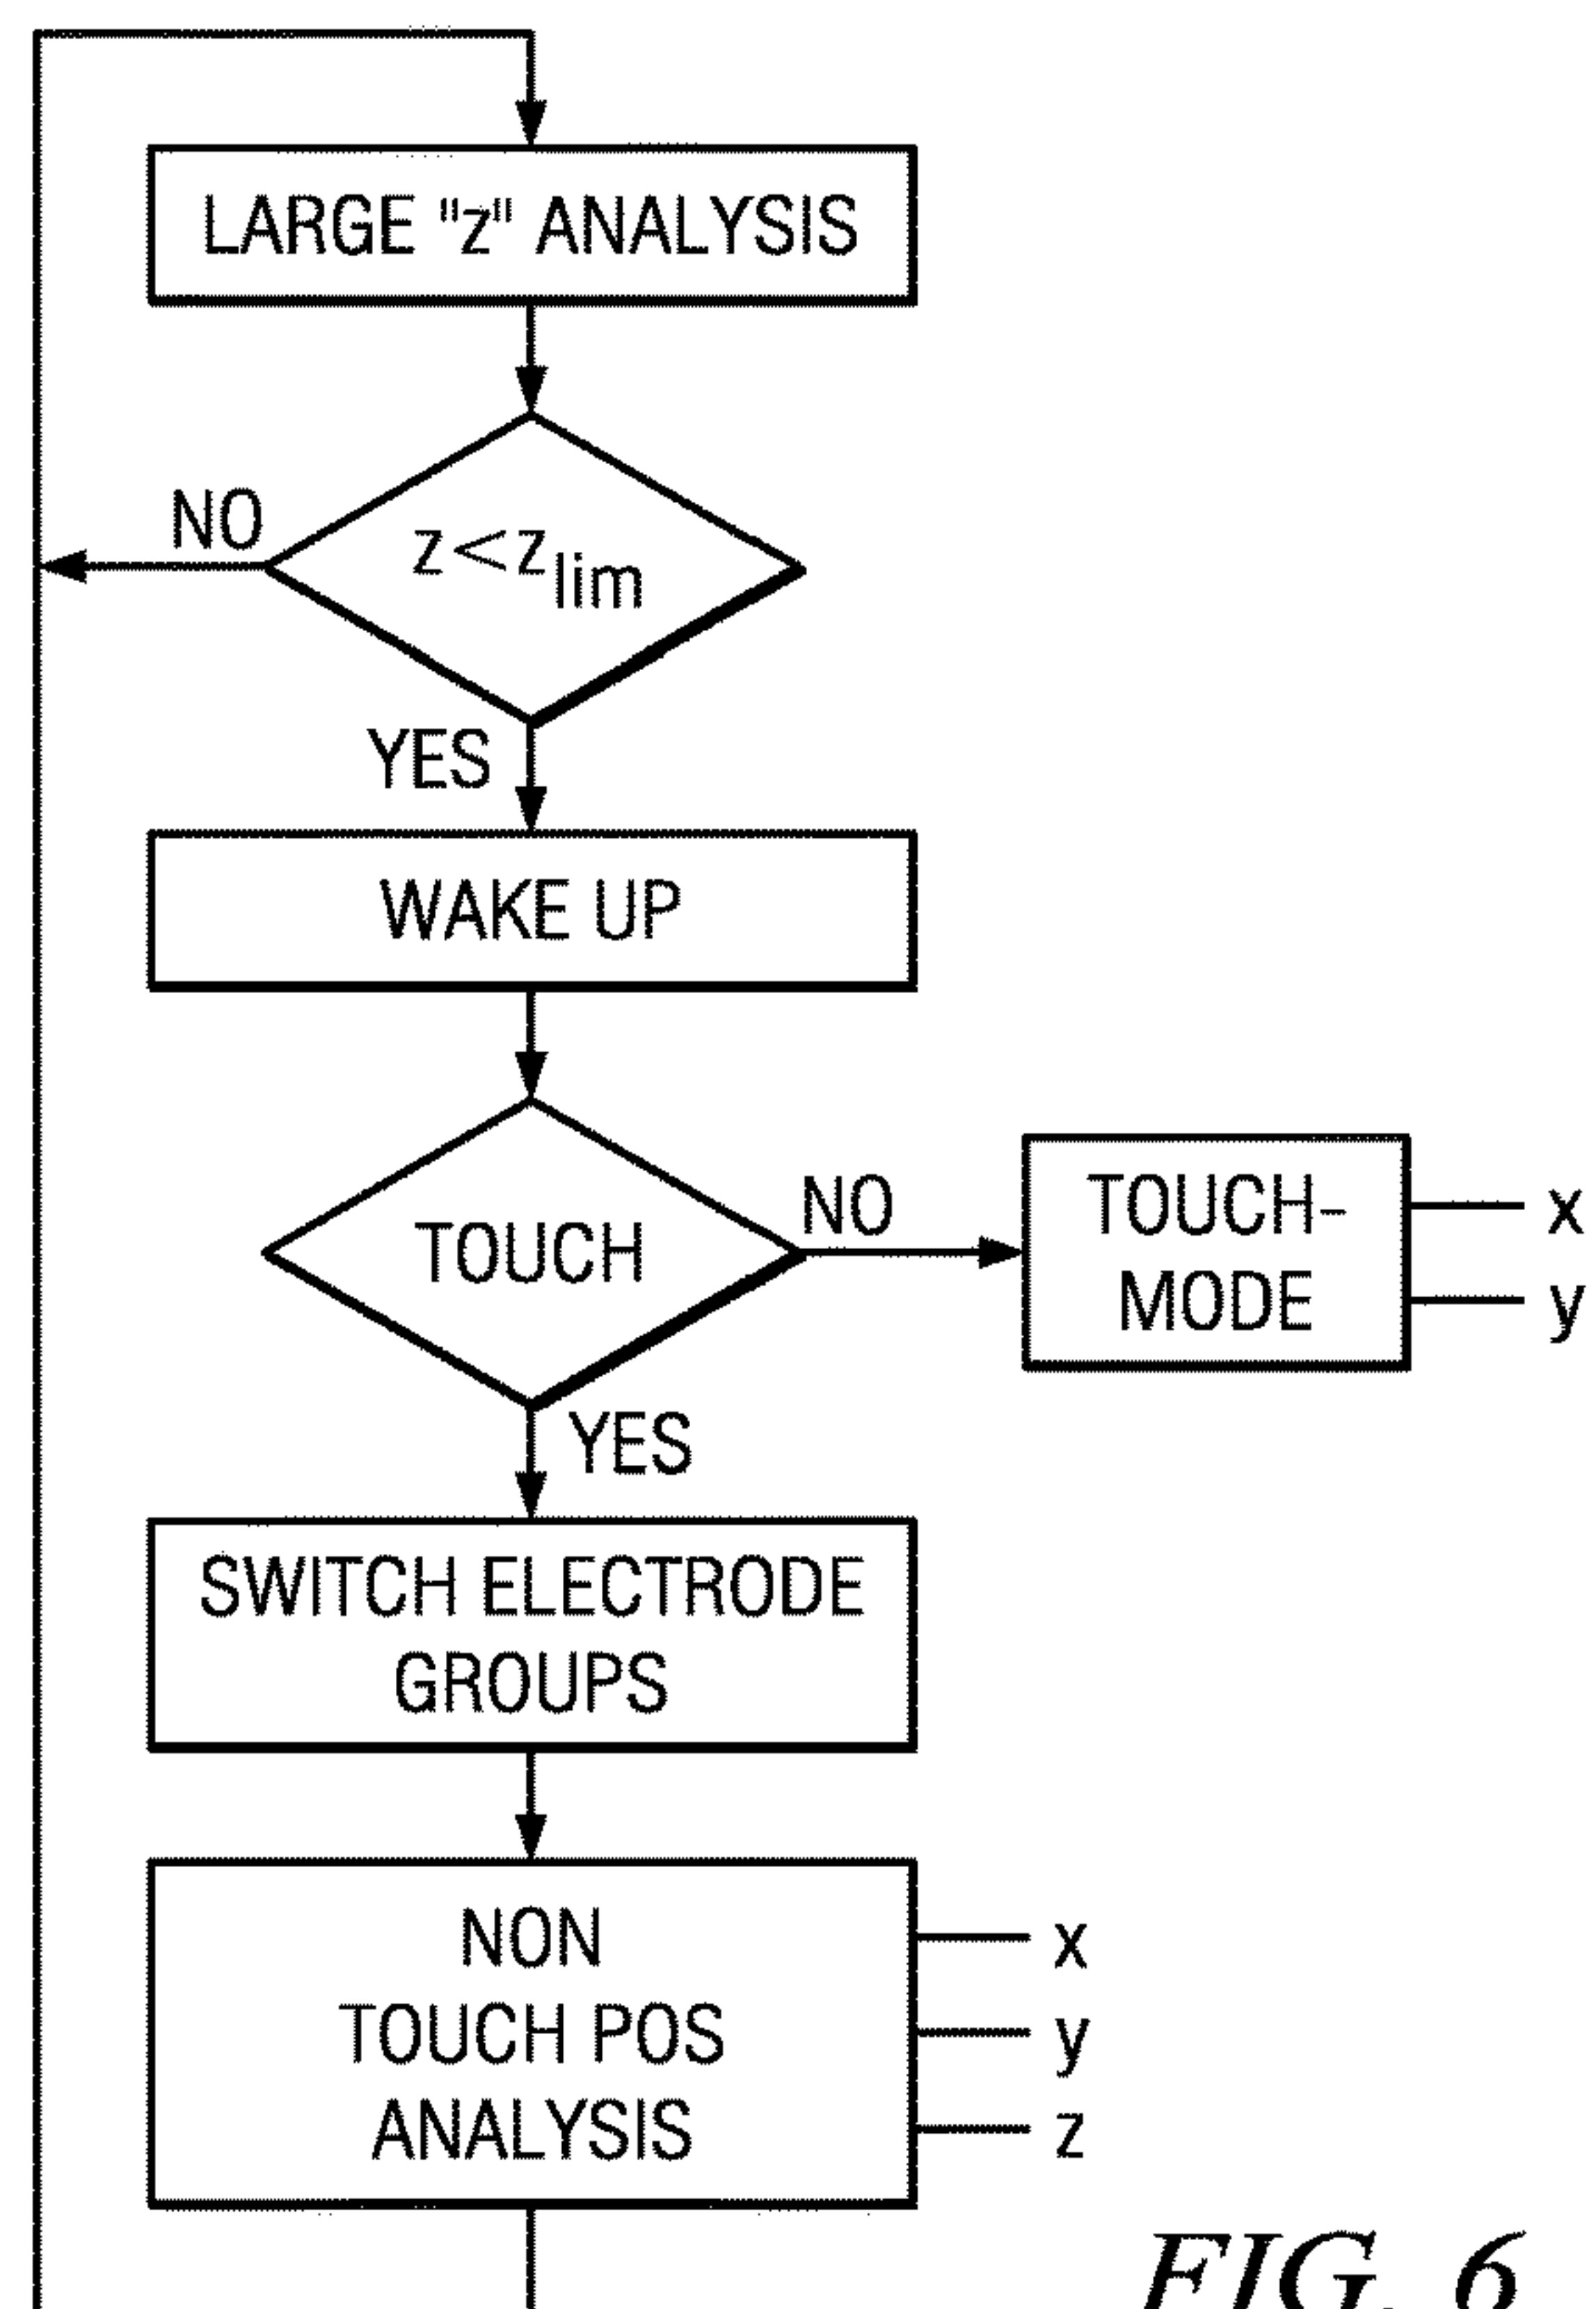 LARGE "z" ANALYSIS
NO
z<zlim
YES
WAKE UP
TOUCH
NO
TOUCH-
MODE
x
y
YES
SWITCH ELECTRODE
GROUPS
NON
TOUCH POS
ANALYSIS
x
y
z
FIG. 6